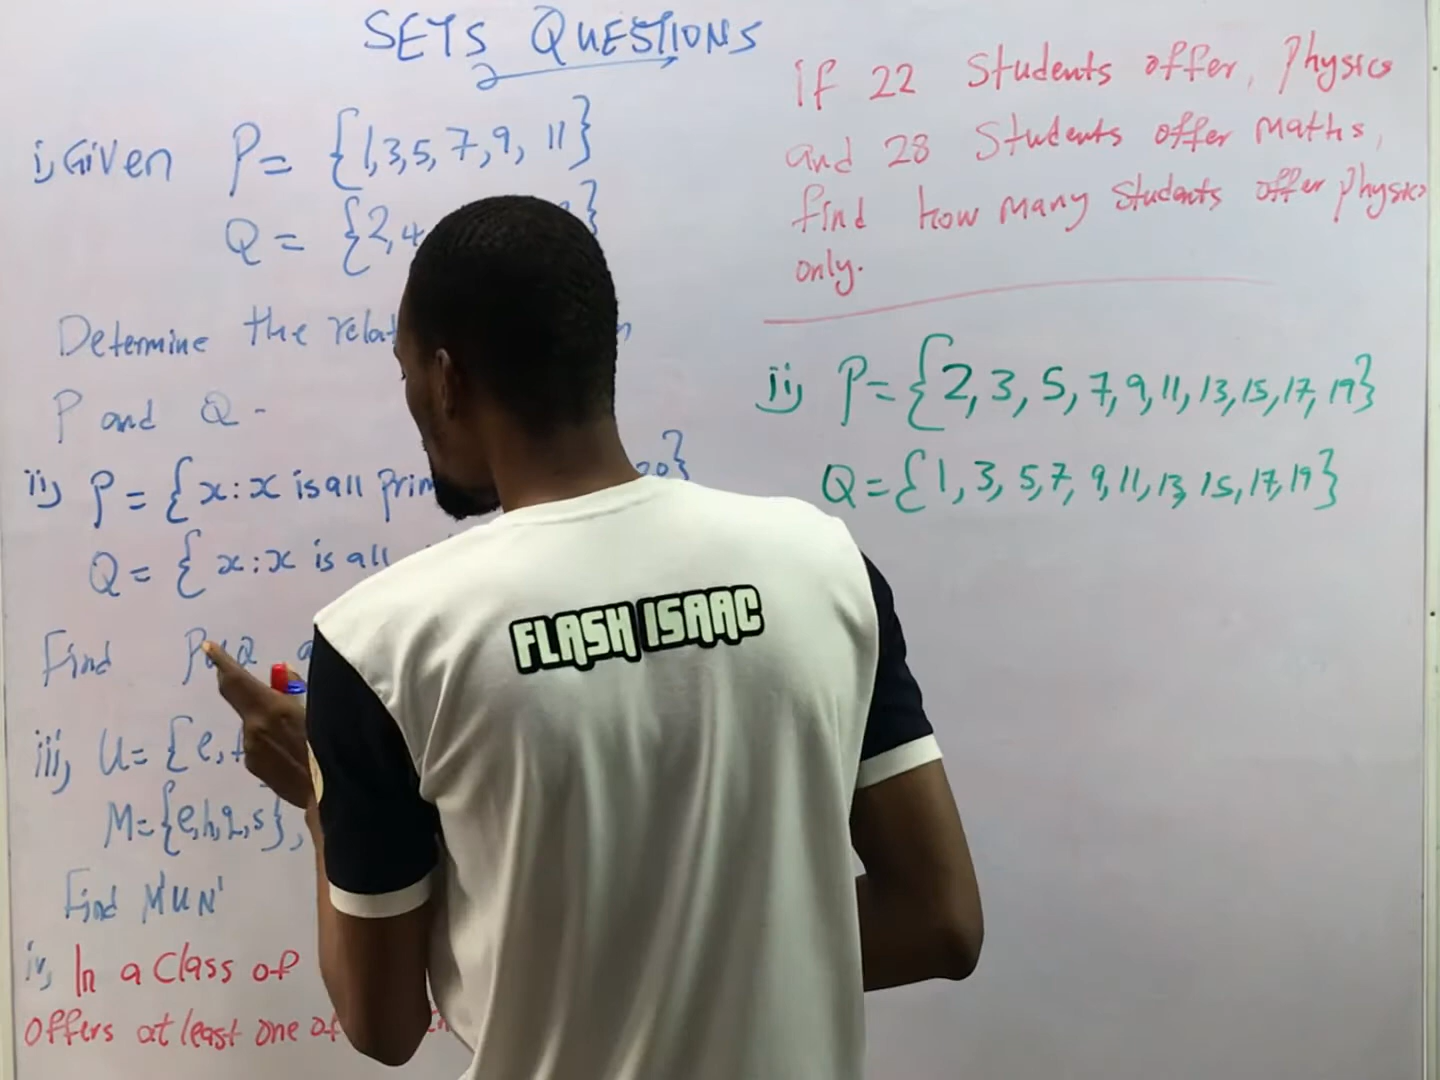 SETS QUESTIONS
i, Given P = {1,3,5,7,9, 11}
Q = {2,4 }
Determine the
P and Q -
ii, P = {x:x is all
Q = { x:x is all
Find PuQ
iii, U= {e,
M={e,h,q,s},
Find M'UN'
iv, In a Class of
offers at least one of
if 22 Students offer, Physics
and 28 Students offer maths,
find how many students offer physics
only.
ii, P= {2, 3, 5, 7, 9, 11, 13, 15, 17, 19}
Q= {1, 3, 5, 7, 9, 11, 13, 15, 17, 19}
FLASH ISAAC